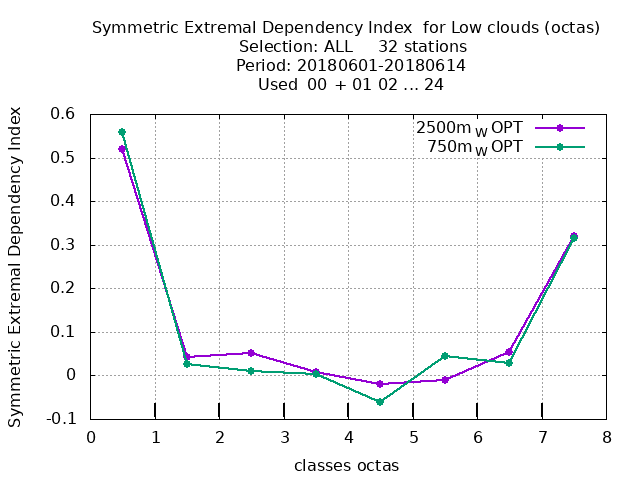 Symmetric Extremal Dependency Index  for Low clouds (octas)
Selection: ALL     32 stations
Period: 20180601-20180614
Used  00  + 01 02 ... 24
Symmetric Extremal Dependency Index
2500m W OPT
750m W OPT
0.6
0.5
0.4
0.3
0.2
0.1
0
-0.1
0 1 2 3 4 5 6 7 8
classes octas